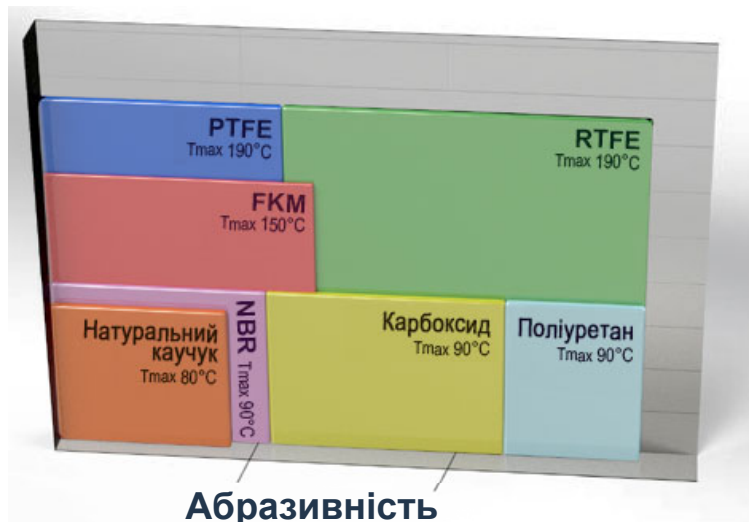 PTFE
Tmax 190°C
RTFE
Tmax 190°C
FKM
Tmax 150°C
Натуральний
каучук
Tmax 80°C
NBR Tmax 90°C
Карбоксид
Tmax 90°C
Поліуретан
Tmax 90°C
Абразивність